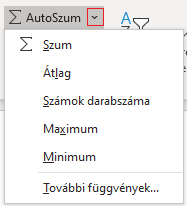 AutoSzum
Szum
Átlag
Számok darabszáma
Maximum
Minimum
További függvények...